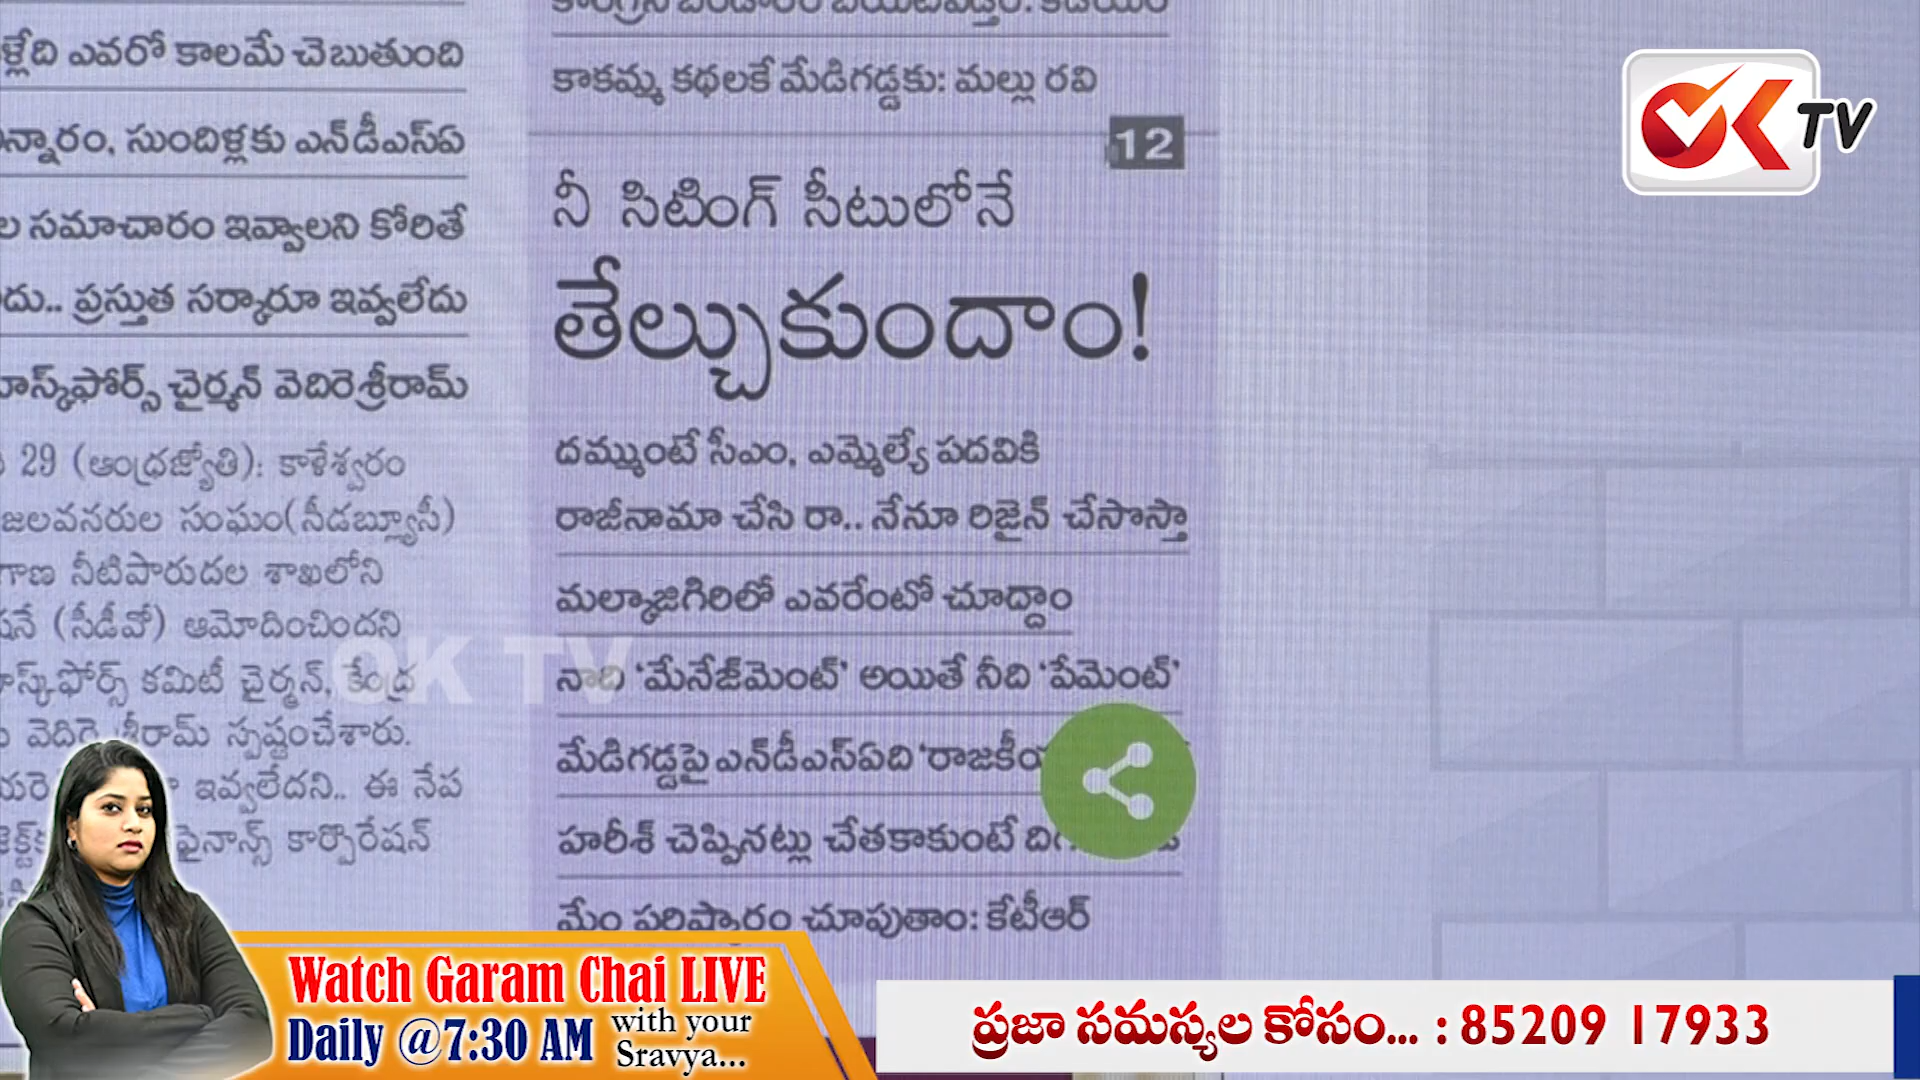 ఎవరో కాలమే చెబుతుంది
సుందిళ్లకు ఎన్‌డీఎస్‌ఏ
సమాచారం ఇవ్వాలని కోరితే
ప్రస్తుత సర్కారూ ఇవ్వలేదు
చైర్మన్ వెదిరె శ్రీరామ్
29 (ఆంధ్రజ్యోతి): కాళేశ్వరం
జలవనరుల సంఘం(సీడబ్ల్యూసీ)
నీటిపారుదల శాఖలోని
(సీడీవో) ఆమోదించిందని
కమిటీ చైర్మన్, కేంద్ర
వెదిరె శ్రీరామ్ స్పష్టంచేశారు.
ఇవ్వలేదని.. ఈ నేప
ఫైనాన్స్ కార్పొరేషన్
కాకమ్మ కథలకే మేడిగడ్డకు: మల్లు రవి
12
నీ సిటింగ్ సీటులోనే
తేల్చుకుందాం!
దమ్ముంటే సీఎం, ఎమ్మెల్యే పదవికి
రాజీనామా చేసి రా.. నేనూ రిజైన్ చేసొస్తా
మల్కాజిగిరిలో ఎవరేంటో చూద్దాం
నాది ‘మేనేజ్‌మెంట్’ అయితే నీది ‘పేమెంట్’
మేడిగడ్డపై ఎన్‌డీఎస్‌ఏది
హరీశ్ చెప్పినట్లు చేతకాకుంటే
మేం పరిష్కారం చూపుతాం: కేటీఆర్
OK TV
OK TV
Watch Garam Chai LIVE
Daily @7:30 AM with your
Sravya...
ప్రజా సమస్యల కోసం... : 85209 17933